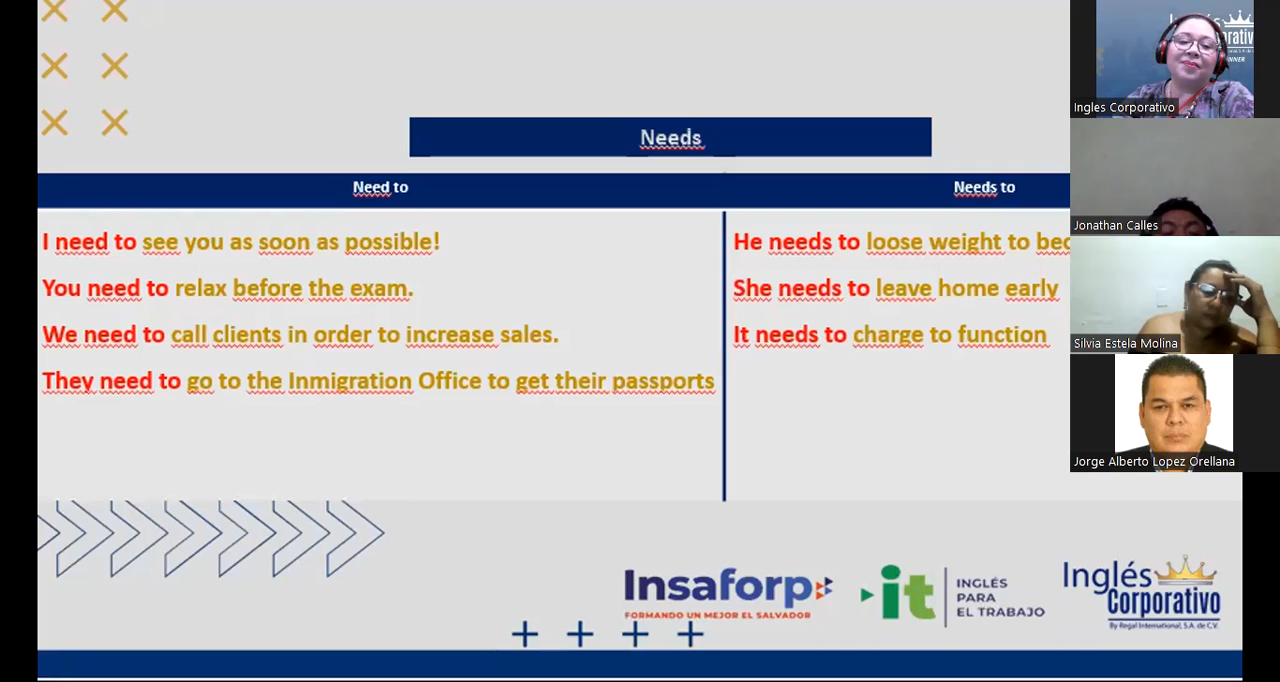 Needs
Need to
Needs to
I need to see you as soon as possible!
You need to relax before the exam.
We need to call clients in order to increase sales.
They need to go to the Inmigration Office to get their passports
He needs to loose weight to
She needs to leave home early
It needs to charge to function
Ingles Corporativo
Jonathan Calles
Silvia Estela Molina
Jorge Alberto Lopez Orellana
Insaforp
FORMANDO UN MEJOR EL SALVADOR
it
INGLÉS
PARA
EL TRABAJO
Inglés
Corporativo
By Regal International, S.A. de C.V.